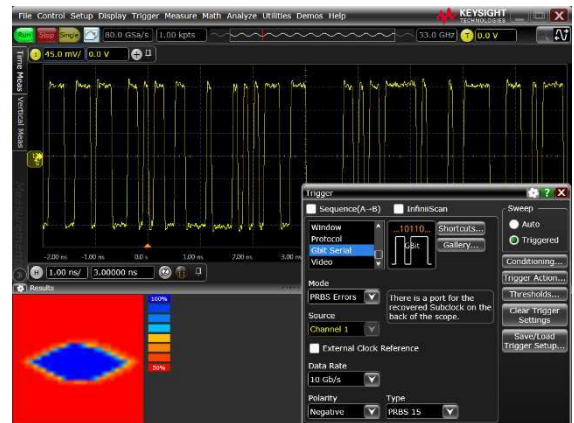 File Control Setup Display Trigger Measure Math Analyze Utilities Demos Help
KEYSIGHT
TECHNOLOGIES
Run Stop Single 80.0 GSa/s 1.00 kpts 33.0 GHz T 0.0 V
1 45.0 mV/ 0.0 V
Time Meas
Vertical Meas
Measurements
-2.00 ns -1.00 ns 0.0 s 1.00 ns 2.00 ns 3.00 ns
H 1.00 ns/ 3.00000 ns
Results
100%
50%
Trigger
Sequence(A→B) InfiniiScan
Sweep
Window
Protocol
Gbit Serial
Video
...10110...
GBit
Shortcuts...
Gallery...
Auto
Triggered
Conditioning...
Trigger Action...
Thresholds...
Clear Trigger
Settings
Save/Load
Trigger Setup...
Mode
PRBS Errors
There is a port for the
recovered Subclock on the
back of the scope.
Source
Channel 1
External Clock Reference
Data Rate
10 Gb/s
Polarity Type
Negative PRBS 15